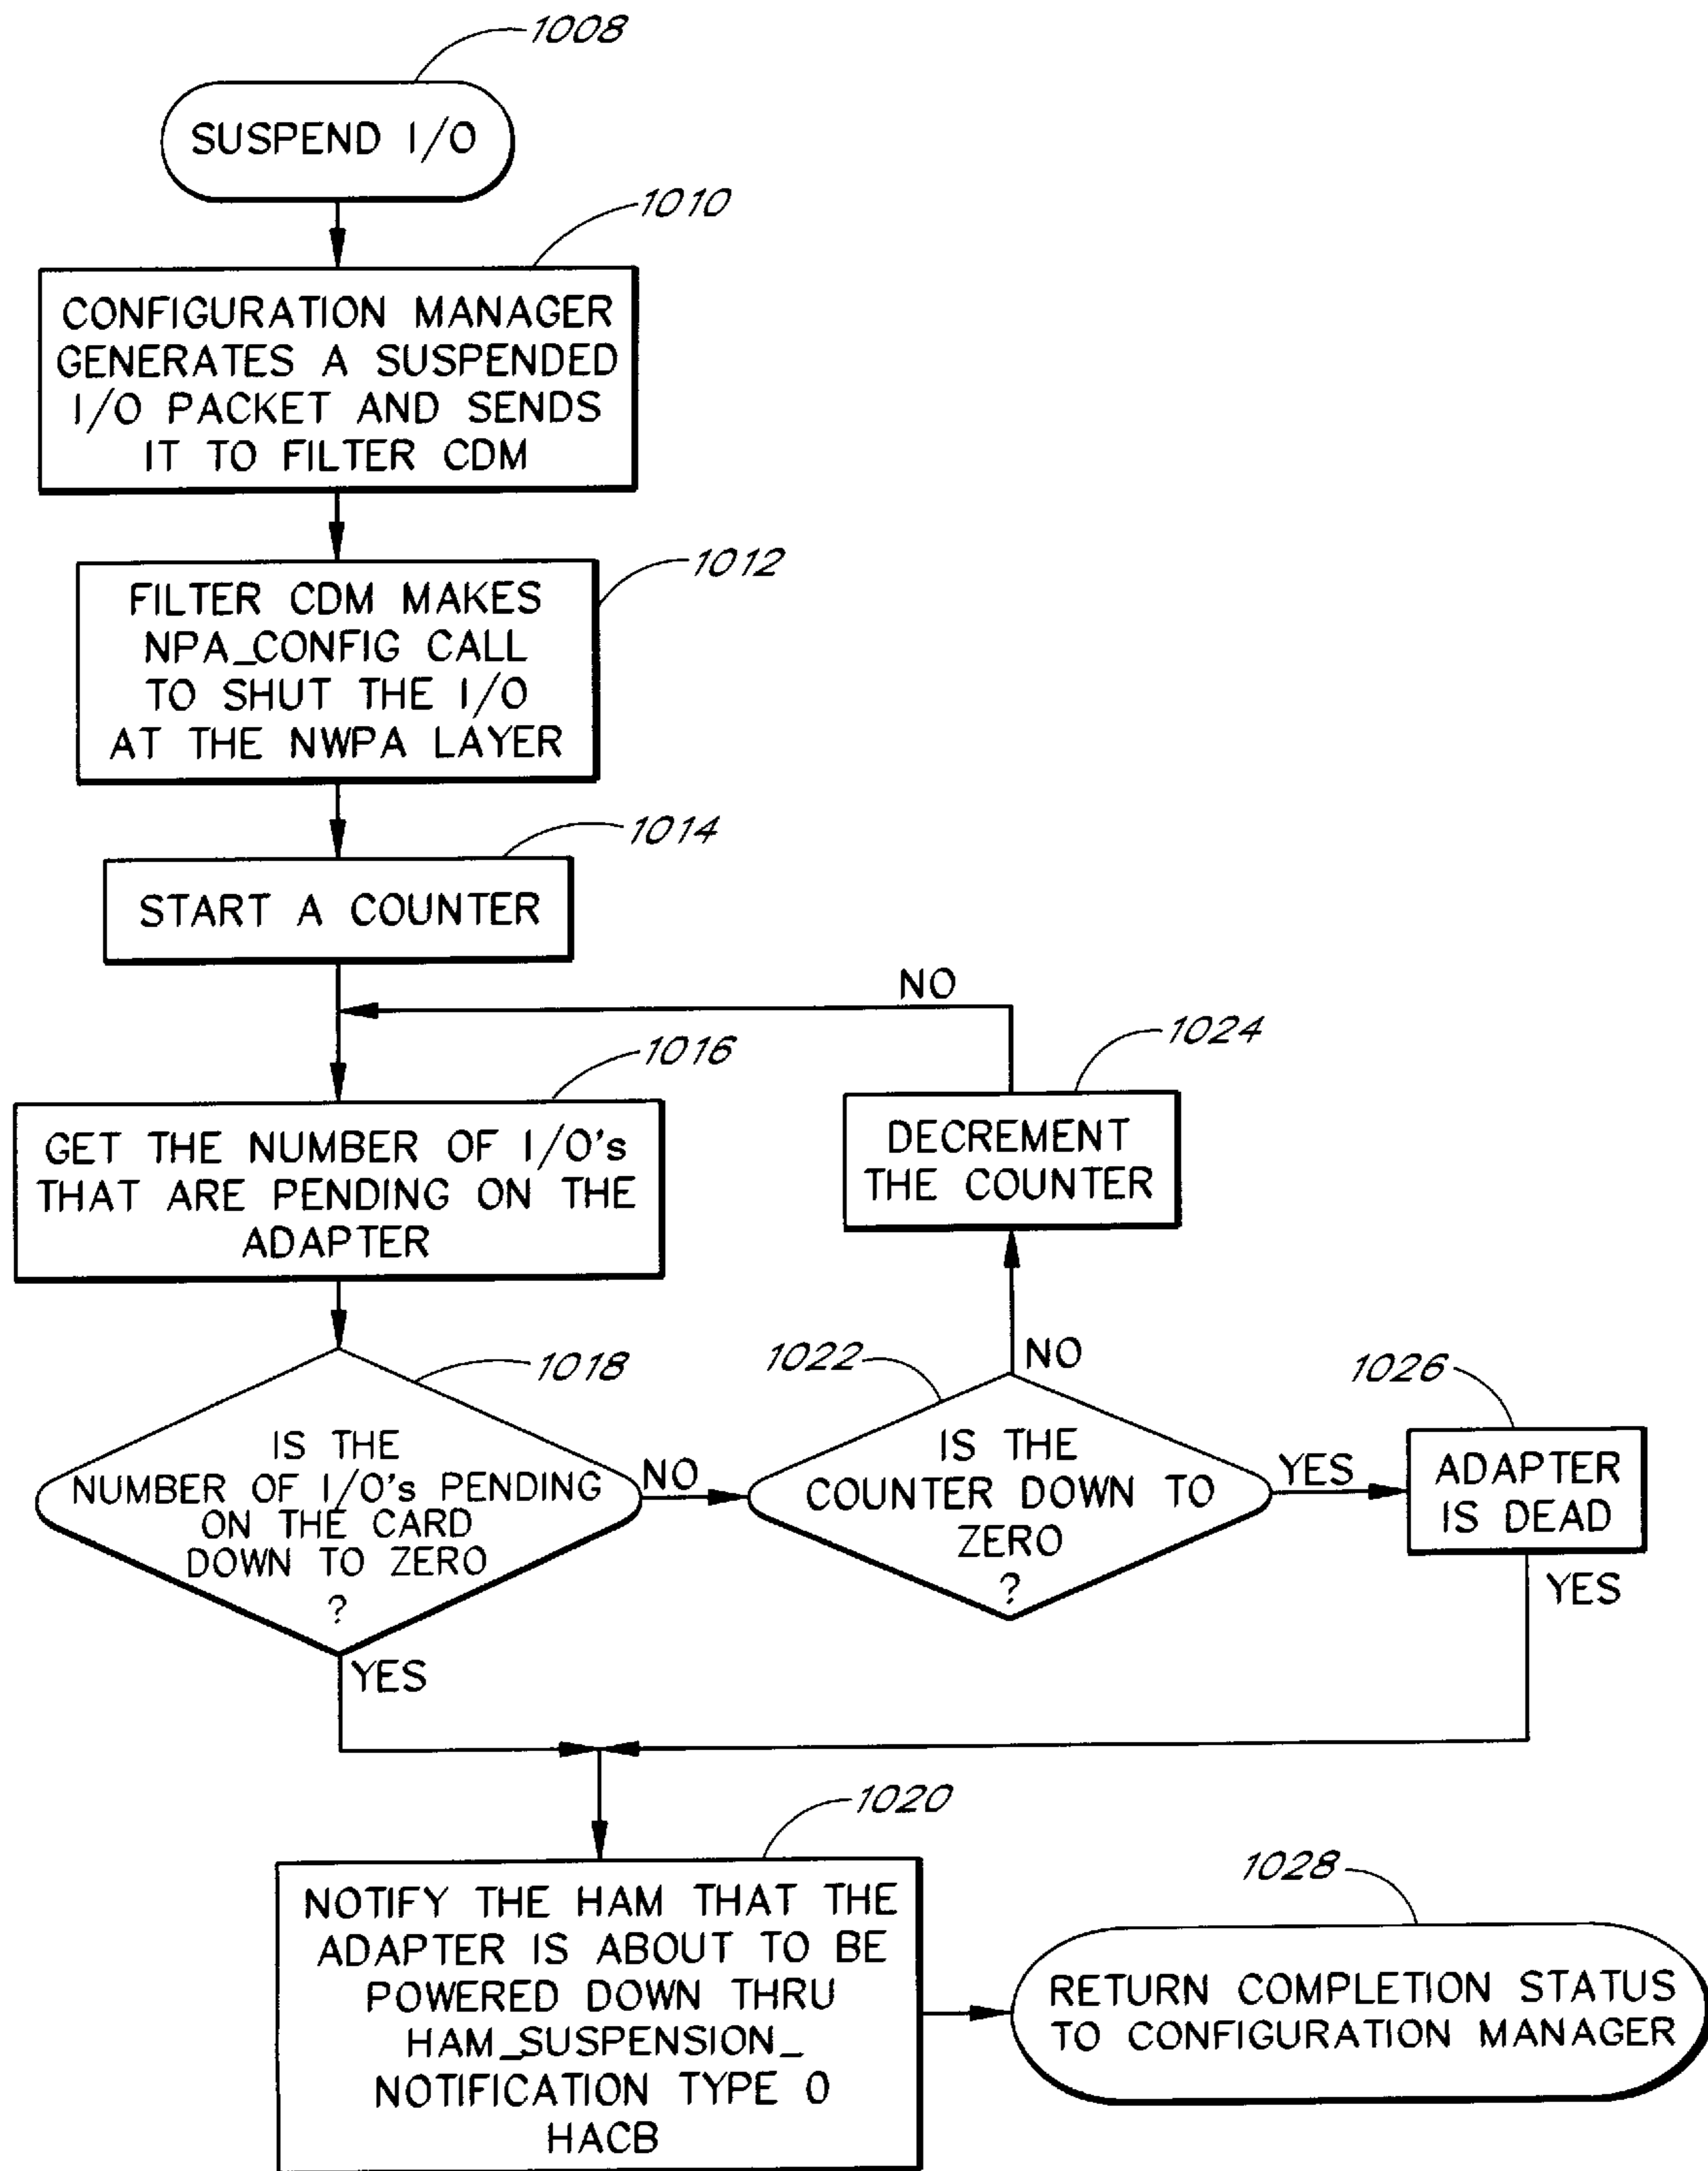 1008
SUSPEND I/O
1010
CONFIGURATION MANAGER
GENERATES A SUSPENDED
I/O PACKET AND SENDS
IT TO FILTER CDM
1012
FILTER CDM MAKES
NPA_CONFIG CALL
TO SHUT THE I/O
AT THE NWPA LAYER
1014
START A COUNTER
NO
1016
GET THE NUMBER OF I/O's
THAT ARE PENDING ON THE
ADAPTER
1024
DECREMENT
THE COUNTER
1018
IS THE
NUMBER OF I/O's PENDING
ON THE CARD
DOWN TO ZERO
?
NO
YES
1022
NO
IS THE
COUNTER DOWN TO
ZERO
?
YES
1026
ADAPTER
IS DEAD
YES
1020
NOTIFY THE HAM THAT THE
ADAPTER IS ABOUT TO BE
POWERED DOWN THRU
HAM_SUSPENSION_
NOTIFICATION TYPE 0
HACB
1028
RETURN COMPLETION STATUS
TO CONFIGURATION MANAGER